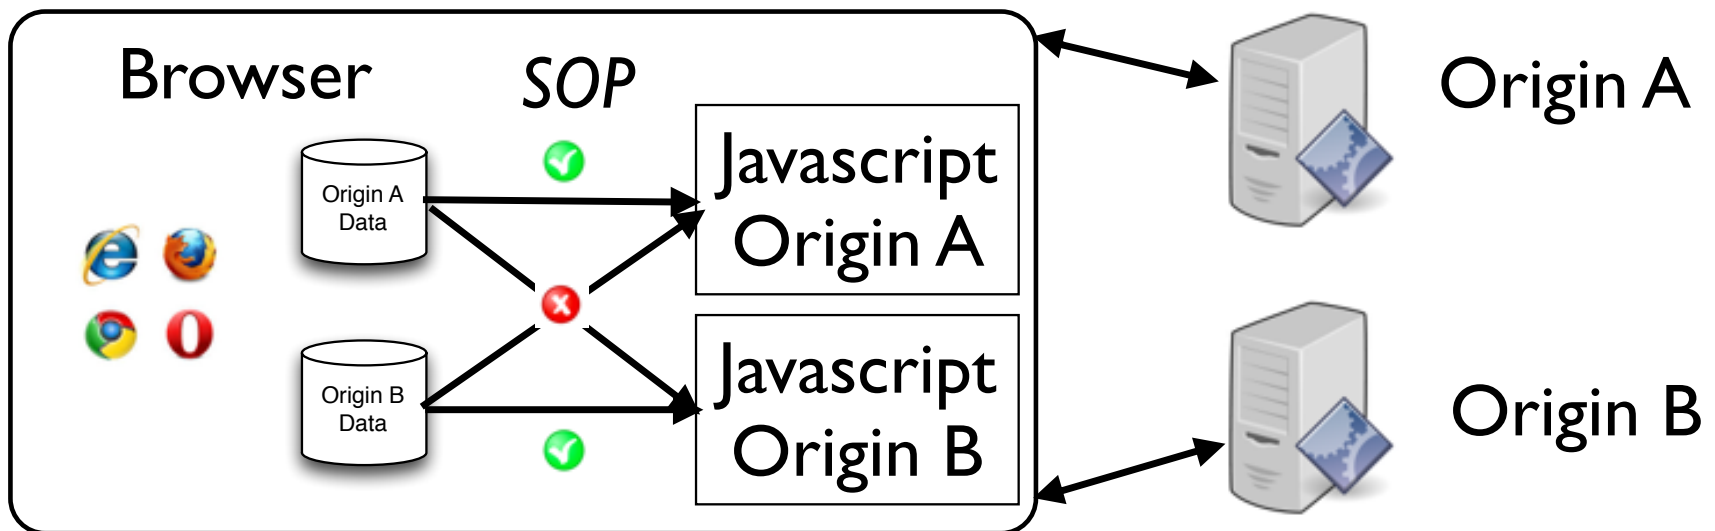 Browser
SOP
Origin A
Data
Javascript
Origin A
Origin A
Origin B
Data
Javascript
Origin B
Origin B